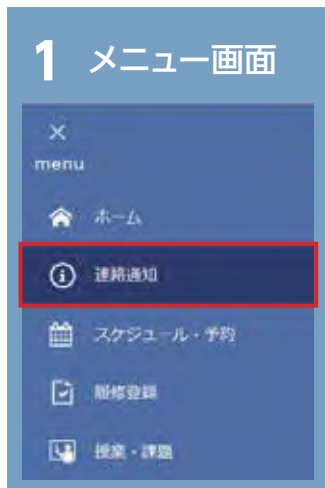 1 メニュー画面
menu
ホーム
連絡通知
スケジュール・予約
履修登録
授業・課題